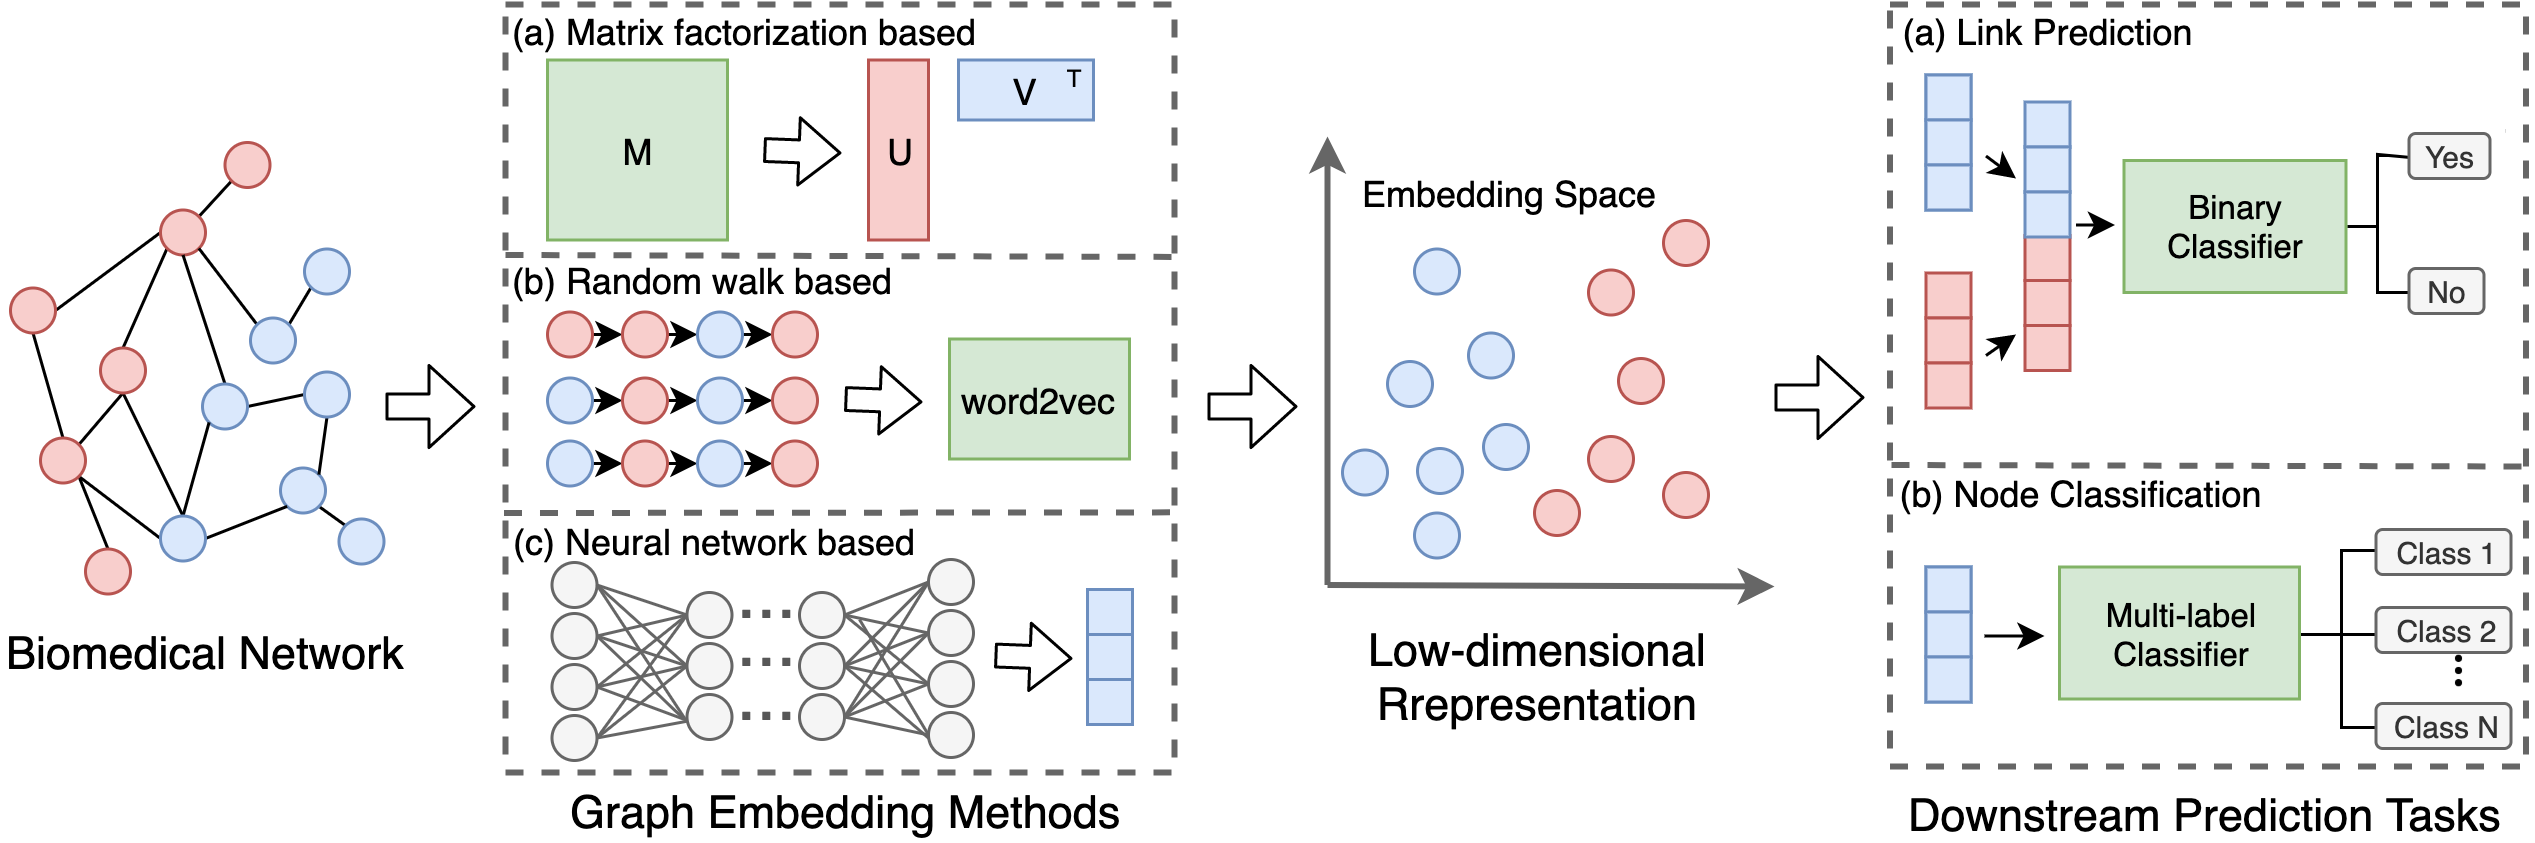 Biomedical Network
(a) Matrix factorization based
M
U
V T
(b) Random walk based
word2vec
(c) Neural network based
Graph Embedding Methods
Embedding Space
Low-dimensional
Rrepresentation
(a) Link Prediction
Binary
Classifier
Yes
No
(b) Node Classification
Multi-label
Classifier
Class 1
Class 2
Class N
Downstream Prediction Tasks